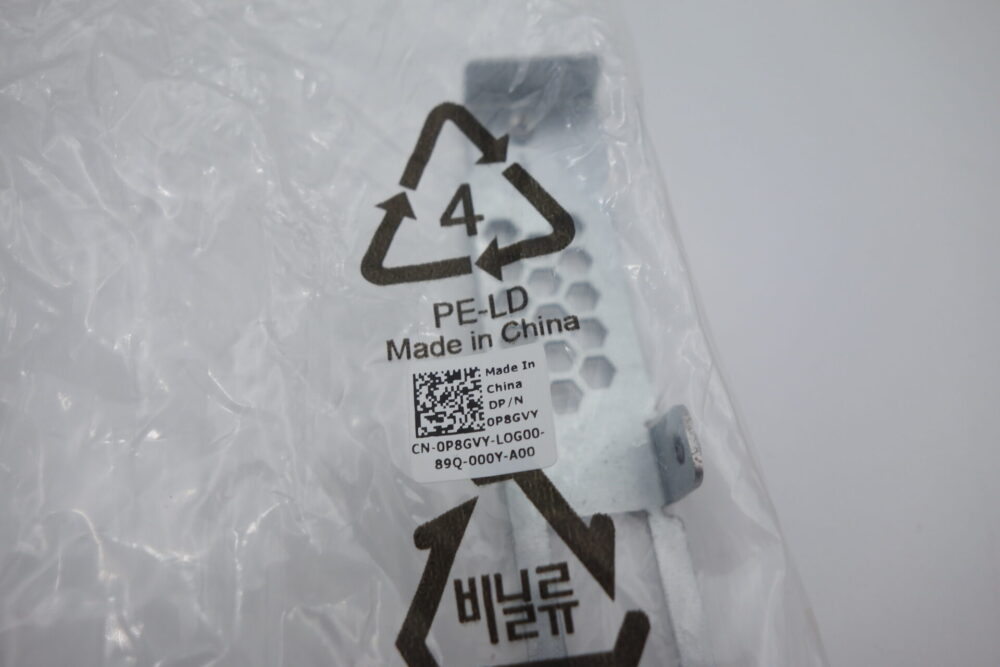 4
PE-LD
Made in China
Made In
China
DP/N
0P8GVY
CN-0P8GVY-LOG00-
89Q-000Y-A00
비닐류